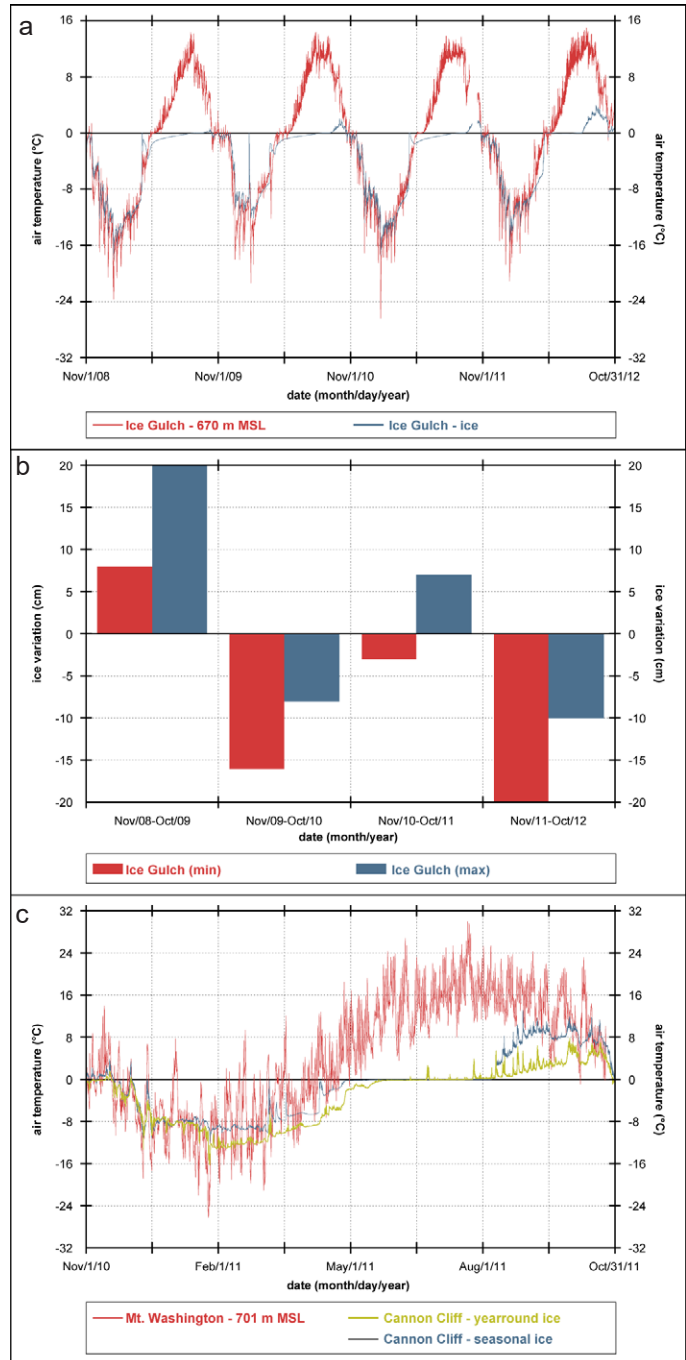 a
16 16
8 8
0 0
-8 -8
-16 -16
-24 -24
-32 -32
air temperature (°C)
air temperature (°C)
Nov/1/08 Nov/1/09 Nov/1/10 Nov/1/11 Oct/31/12
date (month/day/year)
Ice Gulch - 670 m MSL Ice Gulch - ice
b
20 20
15 15
10 10
5 5
0 0
-5 -5
-10 -10
-15 -15
-20 -20
ice variation (cm)
ice variation (cm)
Nov/08-Oct/09 Nov/09-Oct/10 Nov/10-Oct/11 Nov/11-Oct/12
date (month/year)
Ice Gulch (min) Ice Gulch (max)
c
32 32
24 24
16 16
8 8
0 0
-8 -8
-16 -16
-24 -24
-32 -32
air temperature (°C)
air temperature (°C)
Nov/1/10 Feb/1/11 May/1/11 Aug/1/11 Oct/31/11
date (month/day/year)
Mt. Washington - 701 m MSL Cannon Cliff - yearround ice
Cannon Cliff - seasonal ice